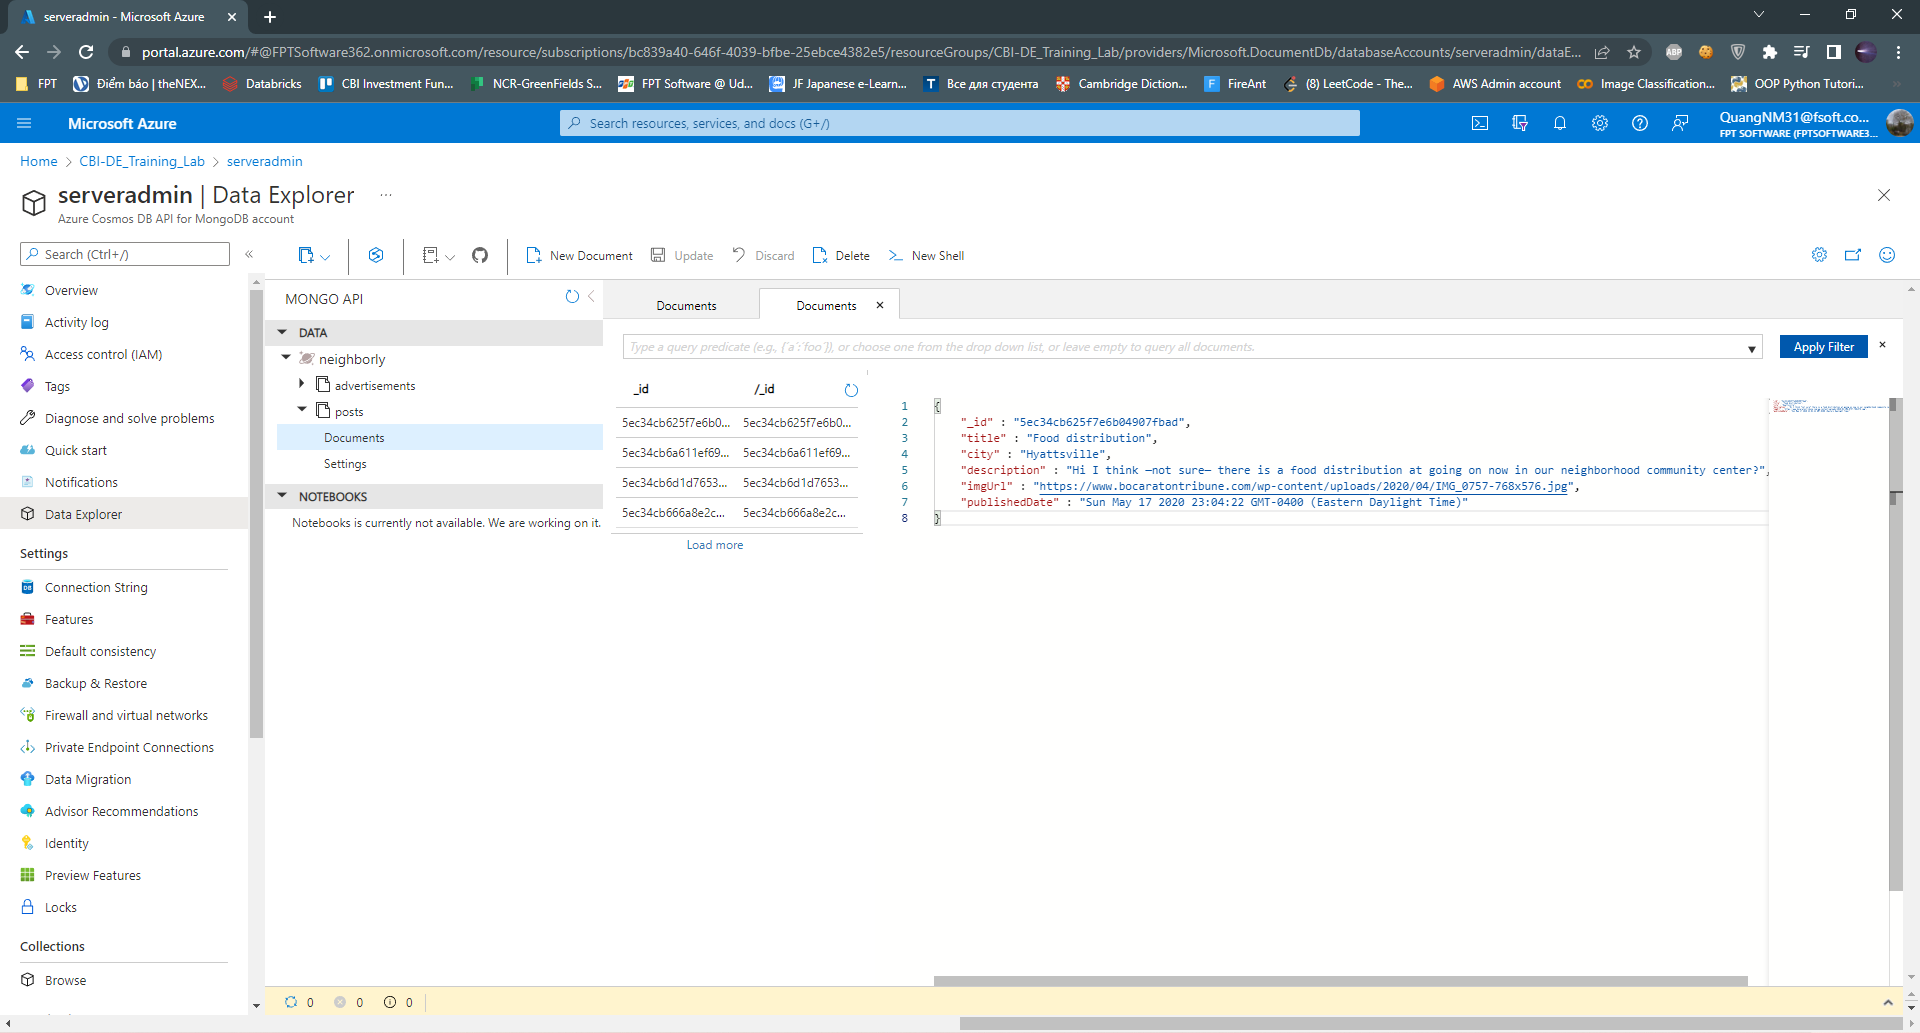 serveradmin - Microsoft Azure
portal.azure.com/#@FPTSoftware362.onmicrosoft.com/resource/subscriptions/bc839a40-646f-4039-bfbe-25ebce4382e5/resourceGroups/CBI-DE_Training_Lab/providers/Microsoft.DocumentDb/databaseAccounts/serveradmin/dataE...
ABP
FPT
Điểm báo | theNEX...
Databricks
CBI Investment Fun...
NCR-GreenFields S...
FPT Software @ Ud...
JF Japanese e-Learn...
Все для студента
Cambridge Diction...
FireAnt
(8) LeetCode - The...
AWS Admin account
Image Classification...
OOP Python Tutori...
Microsoft Azure
Search resources, services, and docs (G+/)
QuangNM31@fsoft.co...
FPT SOFTWARE (FPTSOFTWARE3...
Home > CBI-DE_Training_Lab > serveradmin
serveradmin | Data Explorer ...
Azure Cosmos DB API for MongoDB account
Search (Ctrl+/)
New Document
Update
Discard
Delete
New Shell
Overview
Activity log
Access control (IAM)
Tags
Diagnose and solve problems
Quick start
Notifications
Data Explorer
Settings
Connection String
Features
Default consistency
Backup & Restore
Firewall and virtual networks
Private Endpoint Connections
Data Migration
Advisor Recommendations
Identity
Preview Features
Locks
Collections
Browse
MONGO API
DATA
neighborly
advertisements
posts
Documents
Settings
NOTEBOOKS
Notebooks is currently not available. We are working on it.
Documents
Documents
Type a query predicate (e.g., {´a´:´foo´}), or choose one from the drop down list, or leave empty to query all documents.
Apply Filter
_id /_id
5ec34cb625f7e6b0... 5ec34cb625f7e6b0...
5ec34cb6a611ef69... 5ec34cb6a611ef69...
5ec34cb6d1d7653... 5ec34cb6d1d7653...
5ec34cb666a8e2c... 5ec34cb666a8e2c...
Load more
1 {
2 "_id" : "5ec34cb625f7e6b04907fbad",
3 "title" : "Food distribution",
4 "city" : "Hyattsville",
5 "description" : "Hi I think —not sure— there is a food distribution at going on now in our neighborhood community center?",
6 "imgUrl" : "https://www.bocaratontribune.com/wp-content/uploads/2020/04/IMG_0757-768x576.jpg",
7 "publishedDate" : "Sun May 17 2020 23:04:22 GMT-0400 (Eastern Daylight Time)"
8 }
0 0 0